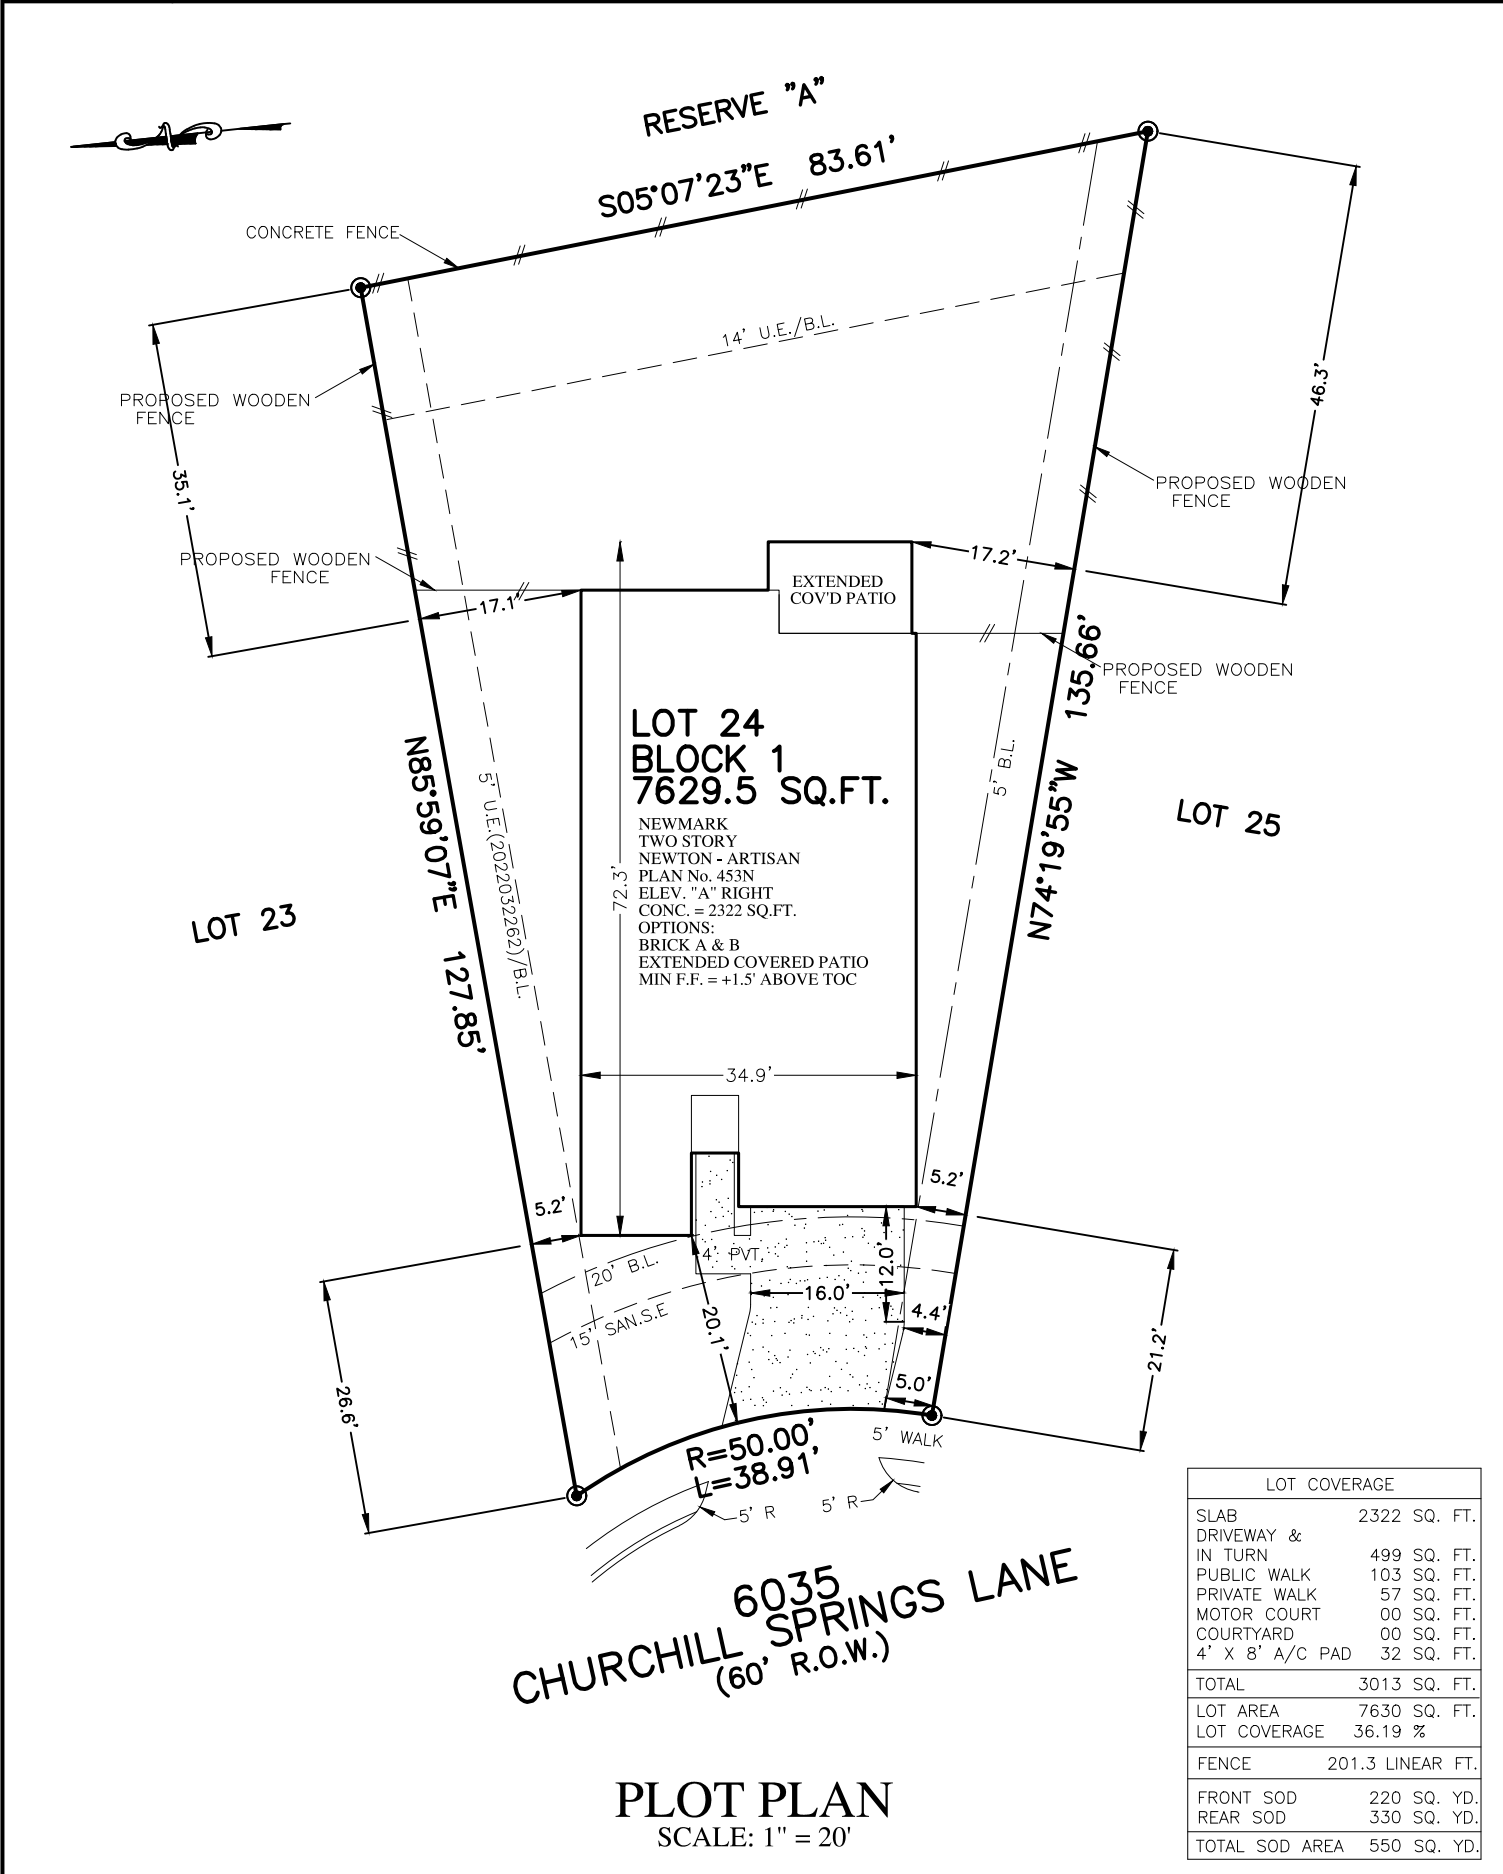 RESERVE "A"
S05°07'23"E 83.61'
CONCRETE FENCE
14' U.E./B.L.
PROPOSED WOODEN
FENCE
35.1'
46.3'
PROPOSED WOODEN
FENCE
PROPOSED WOODEN
FENCE
17.1'
17.2'
EXTENDED
COV'D PATIO
PROPOSED WOODEN
FENCE
N85°59'07"E 127.85'
5' U.E.(2022032262)/B.L.
LOT 24
BLOCK 1
7629.5 SQ.FT.
NEWMARK
TWO STORY
NEWTON - ARTISAN
PLAN No. 453N
ELEV. "A" RIGHT
CONC. = 2322 SQ.FT.
OPTIONS:
BRICK A & B
EXTENDED COVERED PATIO
MIN F.F. = +1.5' ABOVE TOC
72.3'
5' B.L.
N74°19'55"W 135.66'
LOT 25
LOT 23
34.9'
5.2'
5.2'
20' B.L.
4' PVT.
12.0'
16.0'
15' SAN.S.E
20.1'
4.4'
5.0'
26.6'
21.2'
R=50.00'
L=38.91'
5' WALK
5' R
5' R
6035
CHURCHILL SPRINGS LANE
(60' R.O.W.)
LOT COVERAGE
SLAB 2322 SQ. FT.
DRIVEWAY &
IN TURN 499 SQ. FT.
PUBLIC WALK 103 SQ. FT.
PRIVATE WALK 57 SQ. FT.
MOTOR COURT 00 SQ. FT.
COURTYARD 00 SQ. FT.
4' X 8' A/C PAD 32 SQ. FT.
TOTAL 3013 SQ. FT.
LOT AREA 7630 SQ. FT.
LOT COVERAGE 36.19 %
FENCE 201.3 LINEAR FT.
FRONT SOD 220 SQ. YD.
REAR SOD 330 SQ. YD.
TOTAL SOD AREA 550 SQ. YD.
PLOT PLAN
SCALE: 1" = 20'